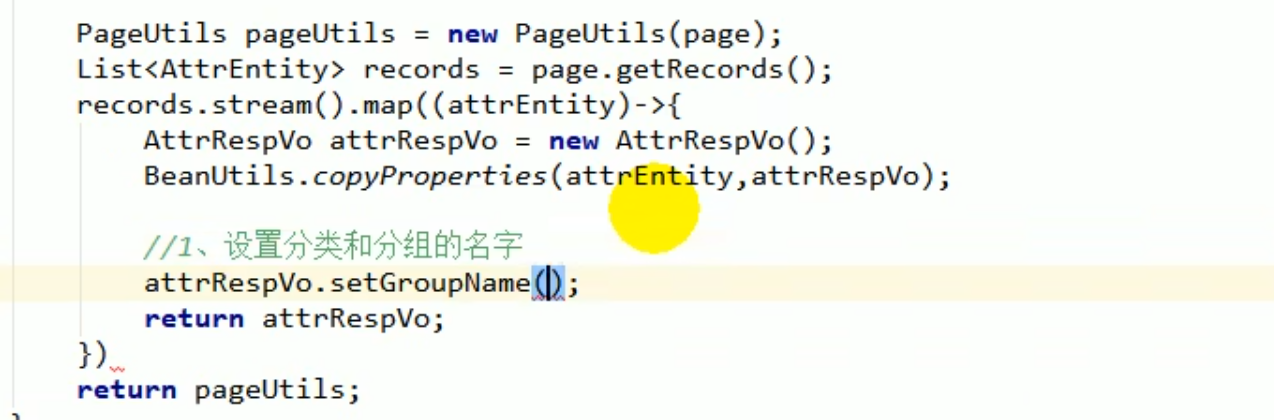 PageUtils pageUtils = new PageUtils(page);
List<AttrEntity> records = page.getRecords();
records.stream().map((attrEntity)->{
AttrRespVo attrRespVo = new AttrRespVo();
BeanUtils.copyProperties(attrEntity,attrRespVo);
//1、设置分类和分组的名字
attrRespVo.setGroupName();
return attrRespVo;
})
return pageUtils;